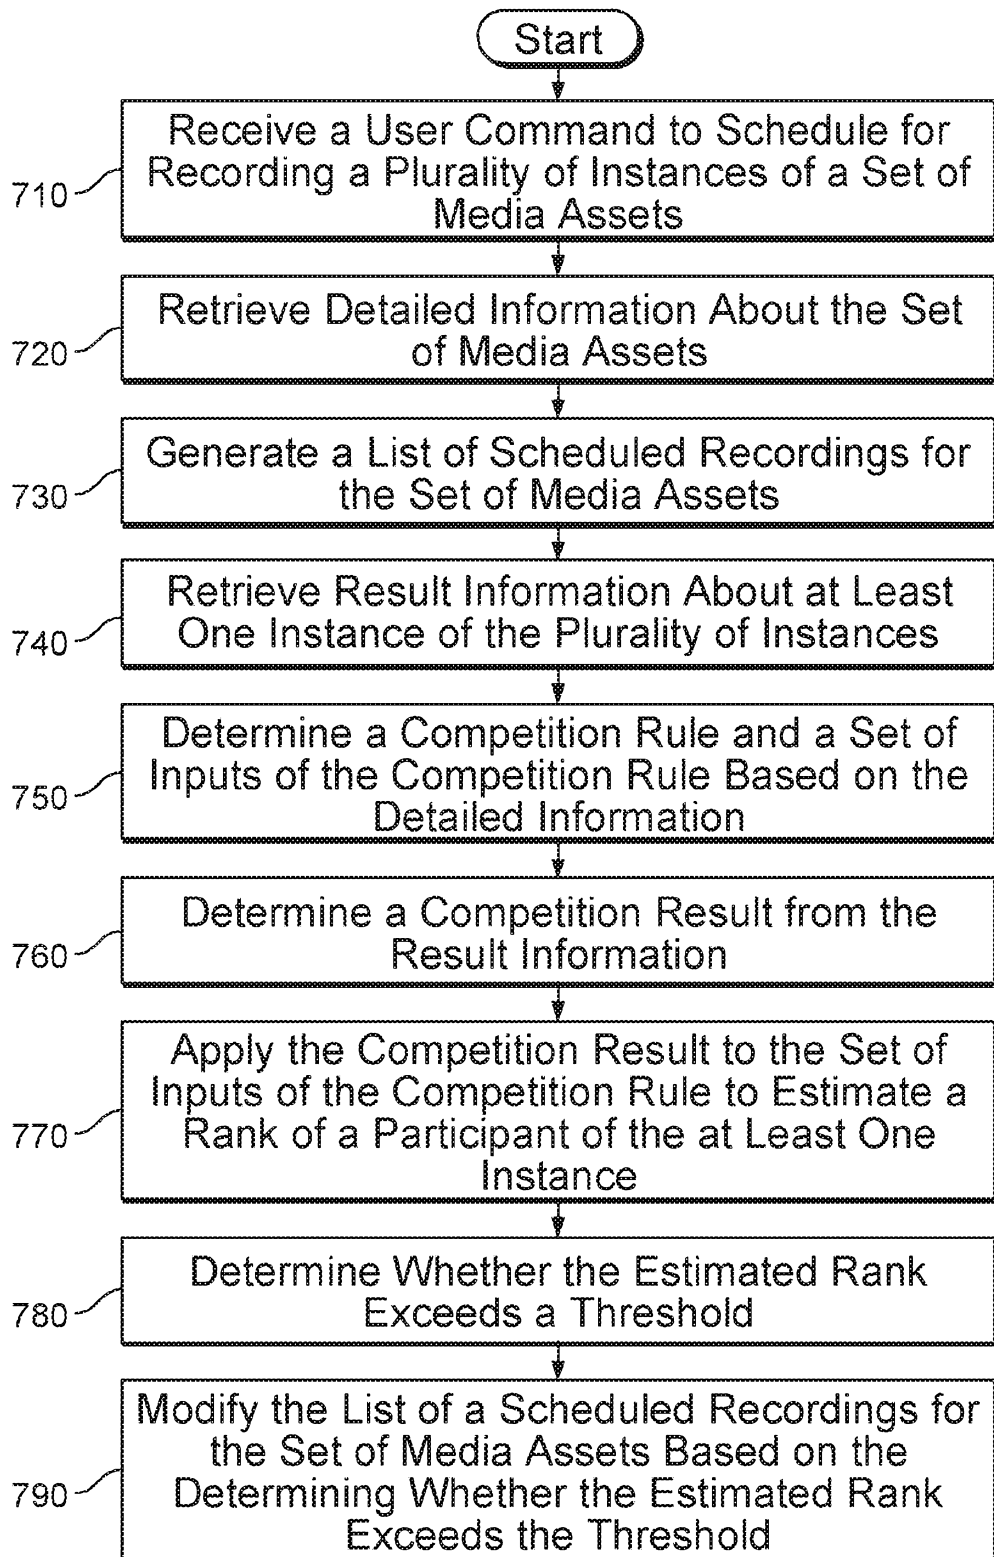 Start
Receive a User Command to Schedule for
Recording a Plurality of Instances of a Set of
Media Assets
710
Retrieve Detailed Information About the Set
of Media Assets
720
Generate a List of Scheduled Recordings for
the Set of Media Assets
730
Retrieve Result Information About at Least
One Instance of the Plurality of Instances
740
Determine a Competition Rule and a Set of
Inputs of the Competition Rule Based on the
Detailed Information
750
Determine a Competition Result from the
Result Information
760
Apply the Competition Result to the Set of
Inputs of the Competition Rule to Estimate a
Rank of a Participant of the at Least One
Instance
770
Determine Whether the Estimated Rank
Exceeds a Threshold
780
Modify the List of a Scheduled Recordings for
the Set of Media Assets Based on the
Determining Whether the Estimated Rank
Exceeds the Threshold
790